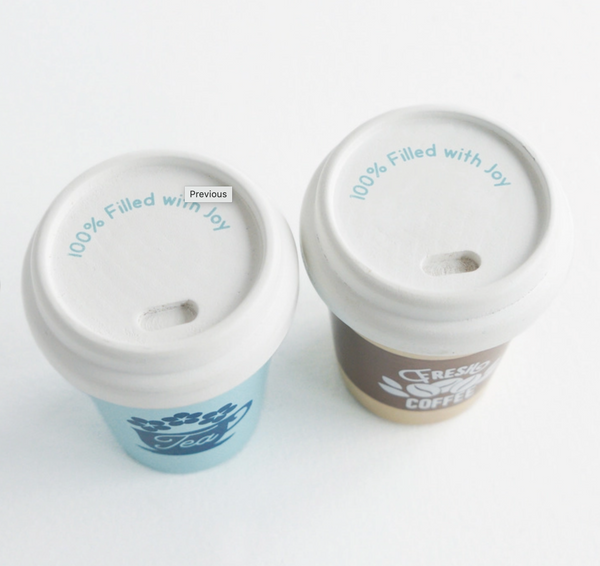 100% Filled with Joy
Previous
Tea
100% Filled with Joy
FRESH
COFFEE